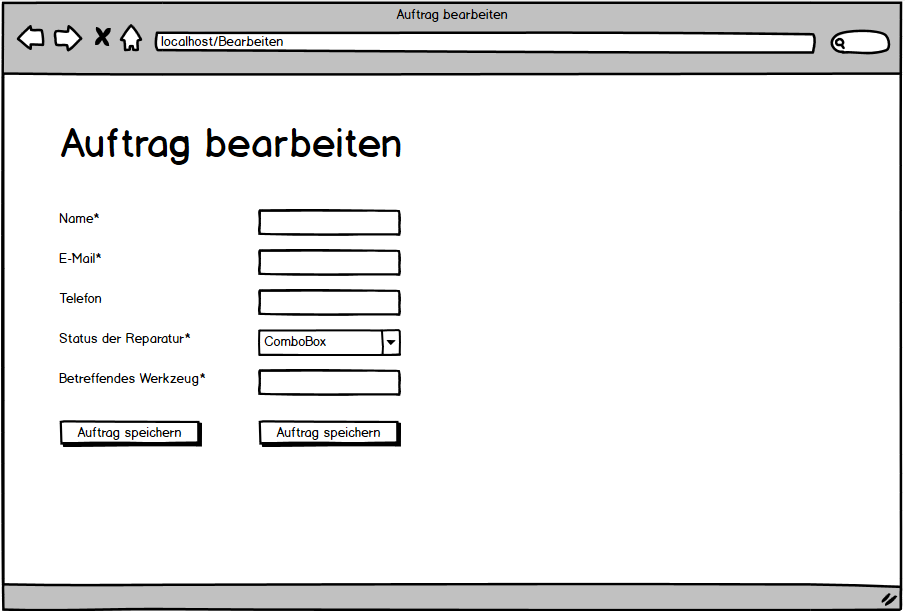 Auftrag bearbeiten
localhost/Bearbeiten
Auftrag bearbeiten
Name*
E-Mail*
Telefon
Status der Reparatur*
ComboBox
Betreffendes Werkzeug*
Auftrag speichern
Auftrag speichern